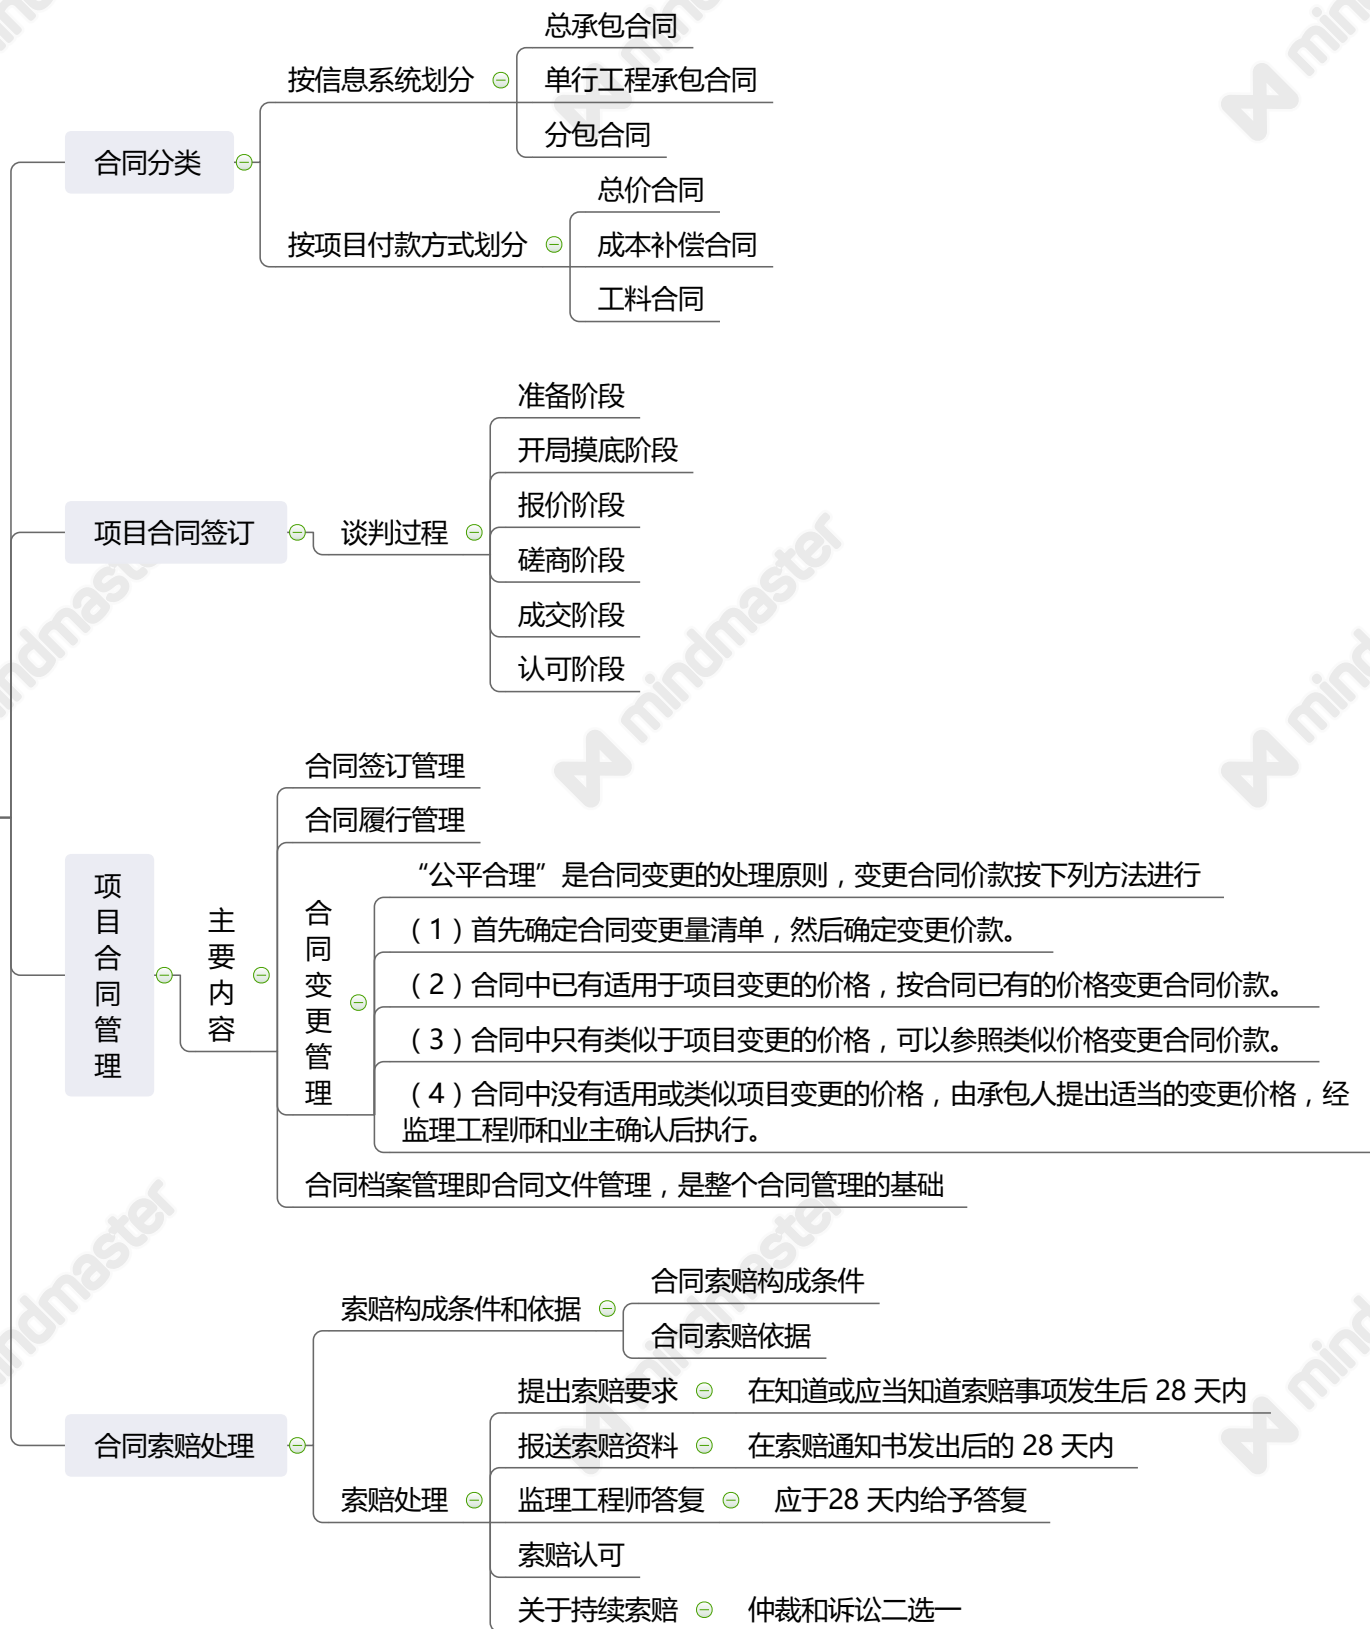 合同分类
按信息系统划分
总承包合同
单行工程承包合同
分包合同
按项目付款方式划分
总价合同
成本补偿合同
工料合同
项目合同签订
谈判过程
准备阶段
开局摸底阶段
报价阶段
磋商阶段
成交阶段
认可阶段
项目合同管理
主要内容
合同签订管理
合同履行管理
合同变更管理
“公平合理”是合同变更的处理原则，变更合同价款按下列方法进行
（1）首先确定合同变更量清单，然后确定变更价款。
（2）合同中已有适用于项目变更的价格，按合同已有的价格变更合同价款。
（3）合同中只有类似于项目变更的价格，可以参照类似价格变更合同价款。
（4）合同中没有适用或类似项目变更的价格，由承包人提出适当的变更价格，经
监理工程师和业主确认后执行。
合同档案管理即合同文件管理，是整个合同管理的基础
合同索赔处理
索赔构成条件和依据
合同索赔构成条件
合同索赔依据
索赔处理
提出索赔要求
在知道或应当知道索赔事项发生后 28 天内
报送索赔资料
在索赔通知书发出后的 28 天内
监理工程师答复
应于28 天内给予答复
索赔认可
关于持续索赔
仲裁和诉讼二选一
mindmaster
mindmaster
mindmaster
mindmaster